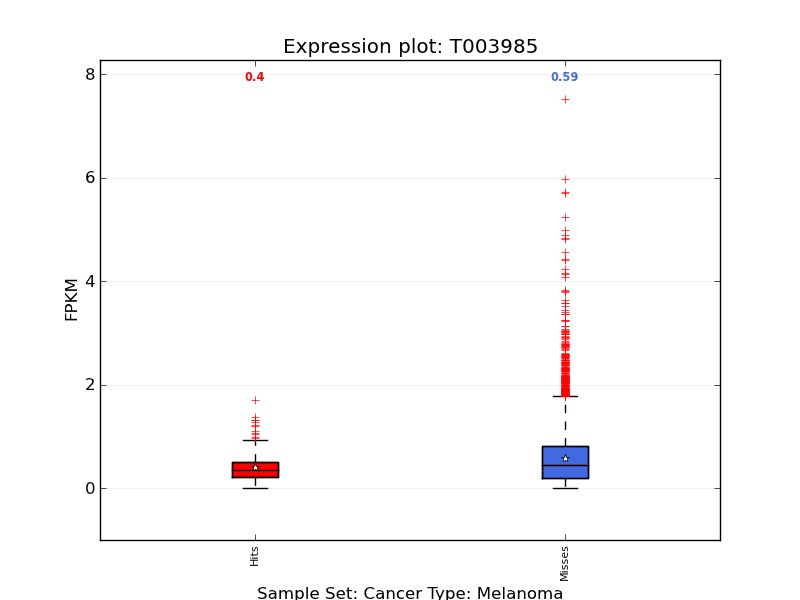 Expression plot: T003985
0.4
0.59
8
6
4
2
0
FPKM
Hits
Misses
Sample Set: Cancer Type: Melanoma